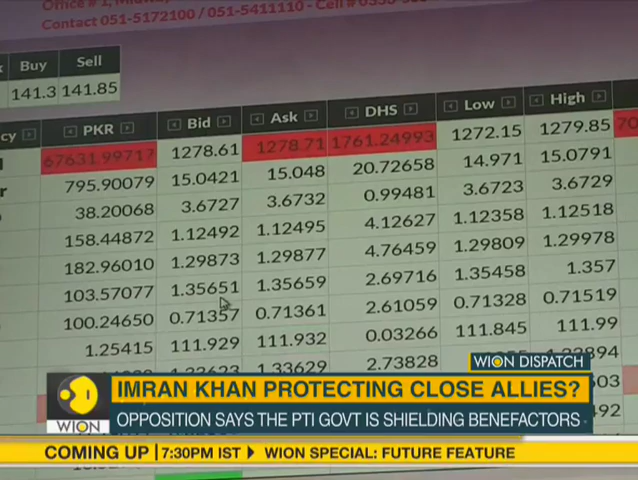 Office # 1,
Contact 051-5172100 / 051-5411110 - Cell #
Buy Sell
141.3 141.85
cy PKR Bid Ask DHS Low High
67631.99717 1278.61 1278.71 1761.24993 1272.15 1279.85 70
795.90079 15.0421 15.048 20.72658 14.971 15.0791
38.20068 3.6727 3.6732 0.99481 3.6723 3.6729
158.44872 1.12492 1.12495 4.12627 1.12358 1.12518
182.96010 1.29873 1.29877 4.76459 1.29809 1.29978
103.57077 1.35651 1.35659 2.69716 1.35458 1.357
100.24650 0.71357 0.71361 2.61059 0.71328 0.71519
1.25415 111.929 111.932 0.03266 111.845 111.99
1.33629 2.73828
WION DISPATCH
IMRAN KHAN PROTECTING CLOSE ALLIES?
WION
OPPOSITION SAYS THE PTI GOVT IS SHIELDING BENEFACTORS
COMING UP 7:30PM IST WION SPECIAL: FUTURE FEATURE